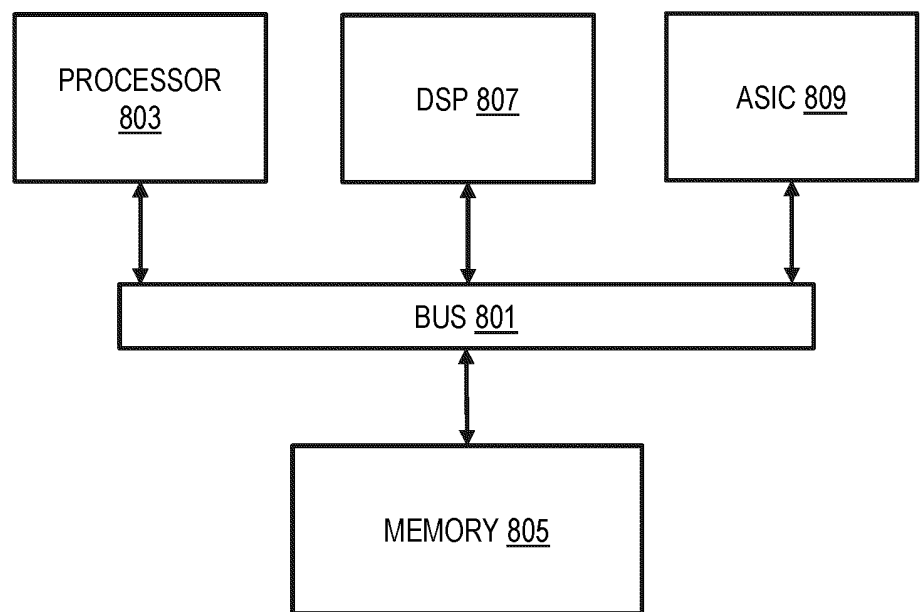 PROCESSOR
803
DSP 807
ASIC 809
BUS 801
MEMORY 805